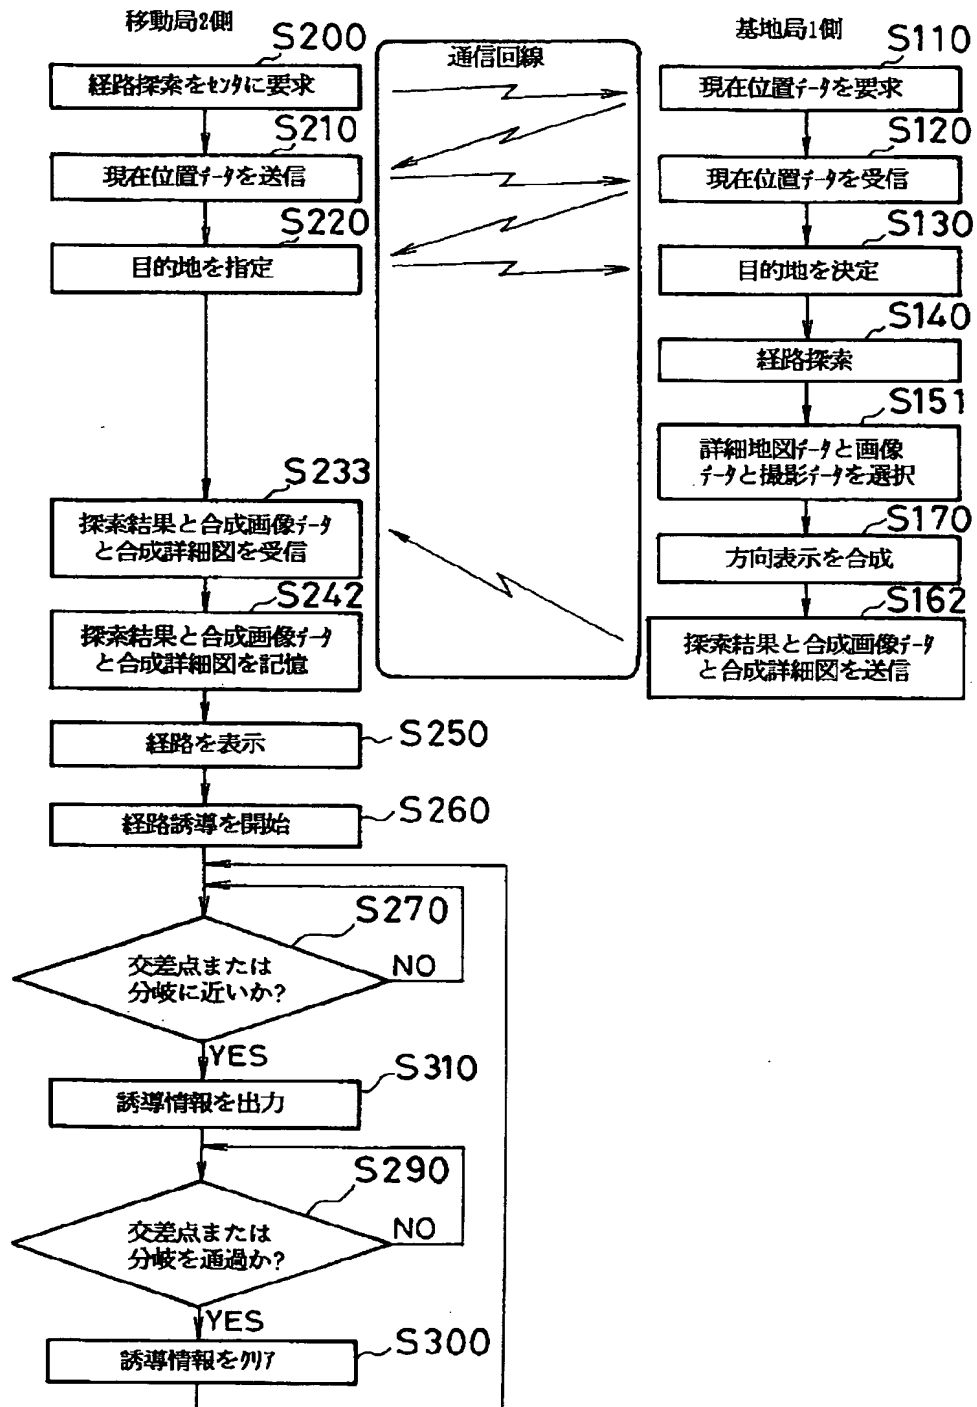 移動局2側
S200
経路探索をセンタに要求
S210
現在位置データを送信
S220
目的地を指定
S233
探索結果と合成画像データ
と合成詳細図を受信
S242
探索結果と合成画像データ
と合成詳細図を記憶
経路を表示
S250
経路誘導を開始
S260
S270
交差点または
分岐に近いか?
NO
YES
S310
誘導情報を出力
S290
交差点または
分岐を通過か?
NO
YES
S300
誘導情報をクリア
通信回線
基地局1側
S110
現在位置データを要求
S120
現在位置データを受信
S130
目的地を決定
S140
経路探索
S151
詳細地図データと画像
データと撮影データを選択
S170
方向表示を合成
S162
探索結果と合成画像データ
と合成詳細図を送信